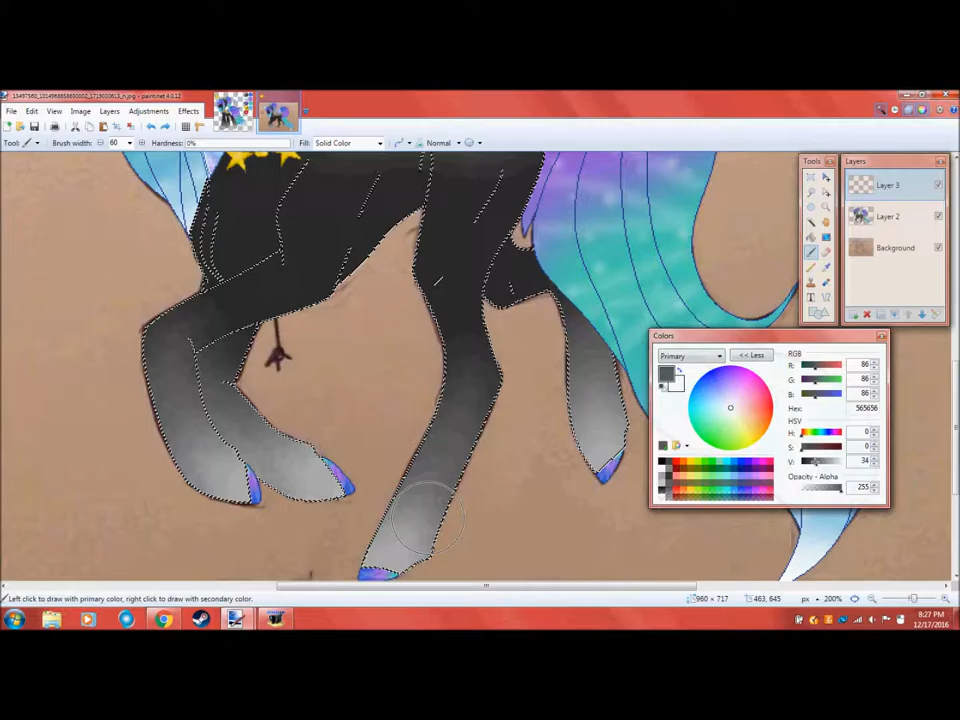 File Edit View Image Layers Adjustments Effects
Tool: Brush width: 60 Hardness: 0% Fill: Solid Color Normal
Tools
Layers
Layer 3
Layer 2
Background
Colors
Primary << Less
RGB
R: 86
G: 86
B: 86
Hex: 565656
HSV
H: 0
S: 0
V: 34
Opacity - Alpha
255
Left click to draw with primary color, right click to draw with secondary color. 960 × 717 463, 645 px 200%
8:27 PM
12/17/2016